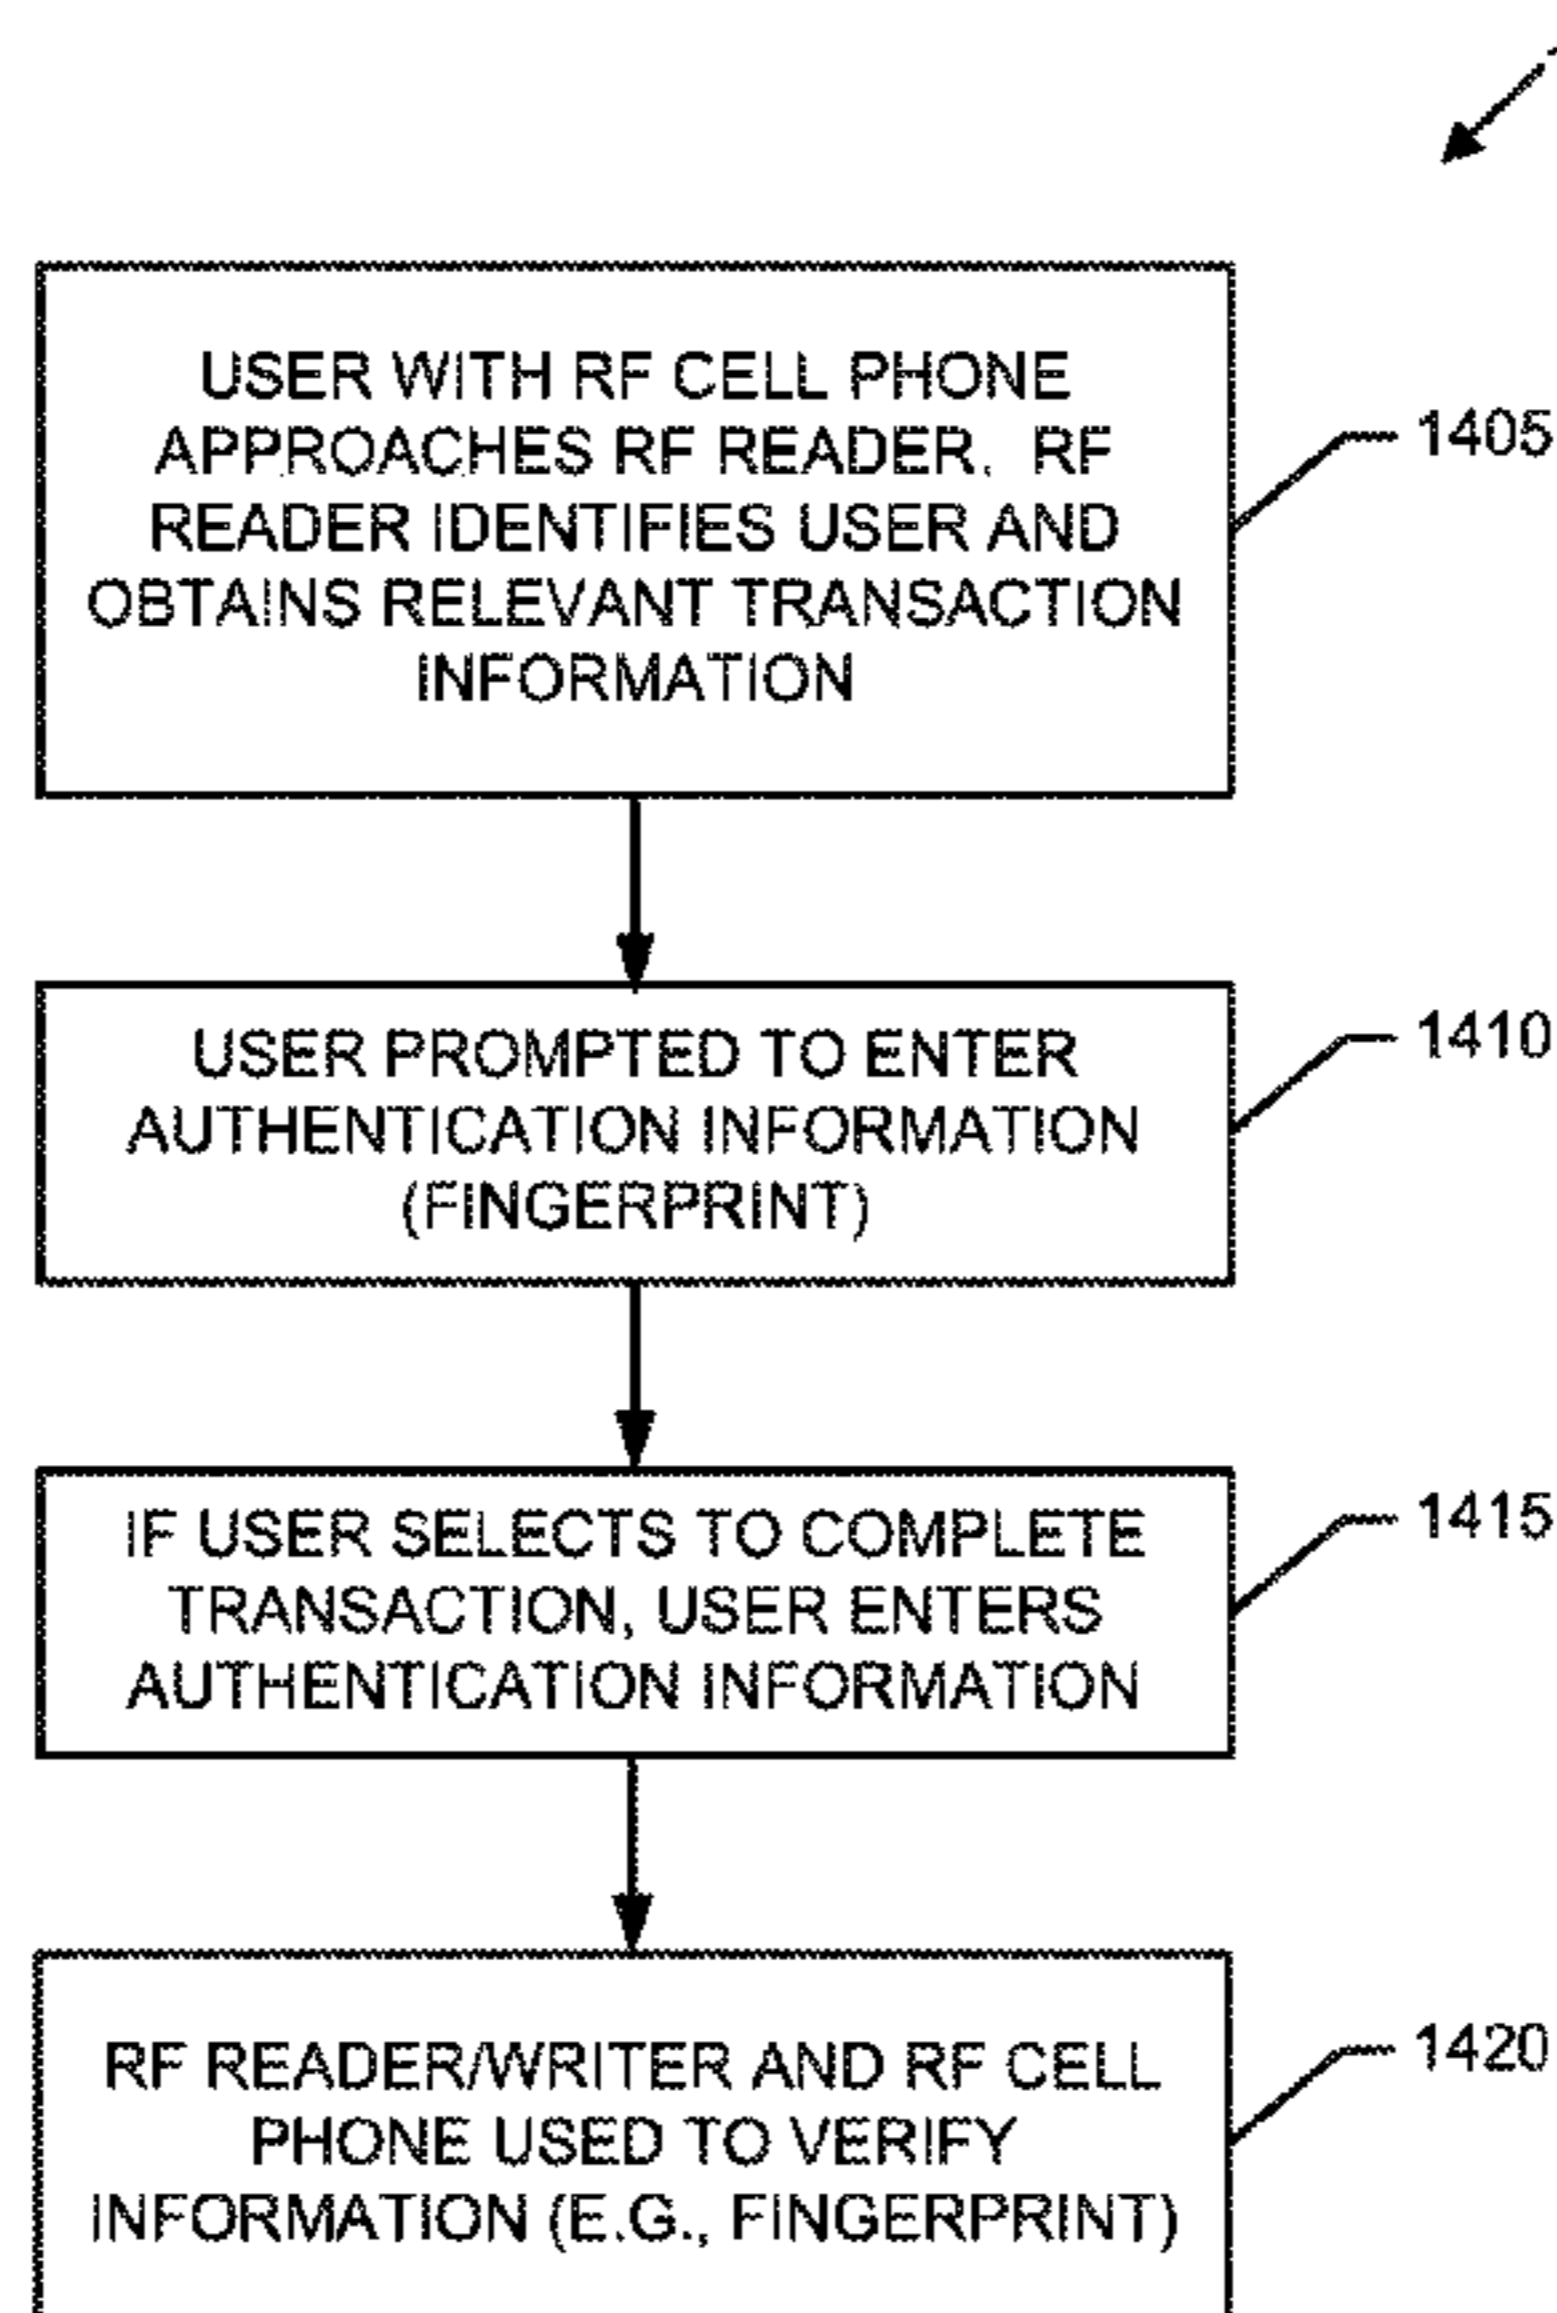 USER WITH RF CELL PHONE
APPROACHES RF READER. RF
READER IDENTIFIES USER AND
OBTAINS RELEVANT TRANSACTION
INFORMATION
1405
USER PROMPTED TO ENTER
AUTHENTICATION INFORMATION
(FINGERPRINT)
1410
IF USER SELECTS TO COMPLETE
TRANSACTION, USER ENTERS
AUTHENTICATION INFORMATION
1415
RF READER/WRITER AND RF CELL
PHONE USED TO VERIFY
INFORMATION (E.G., FINGERPRINT)
1420